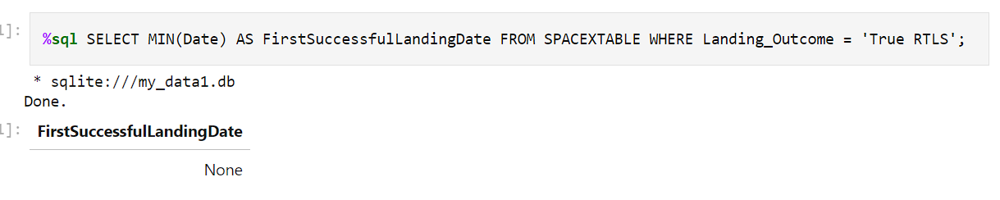 1]:
%sql SELECT MIN(Date) AS FirstSuccessfulLandingDate FROM SPACEXTABLE WHERE Landing_Outcome = 'True RTLS';
* sqlite:///my_data1.db
Done.
1]:
FirstSuccessfulLandingDate
None